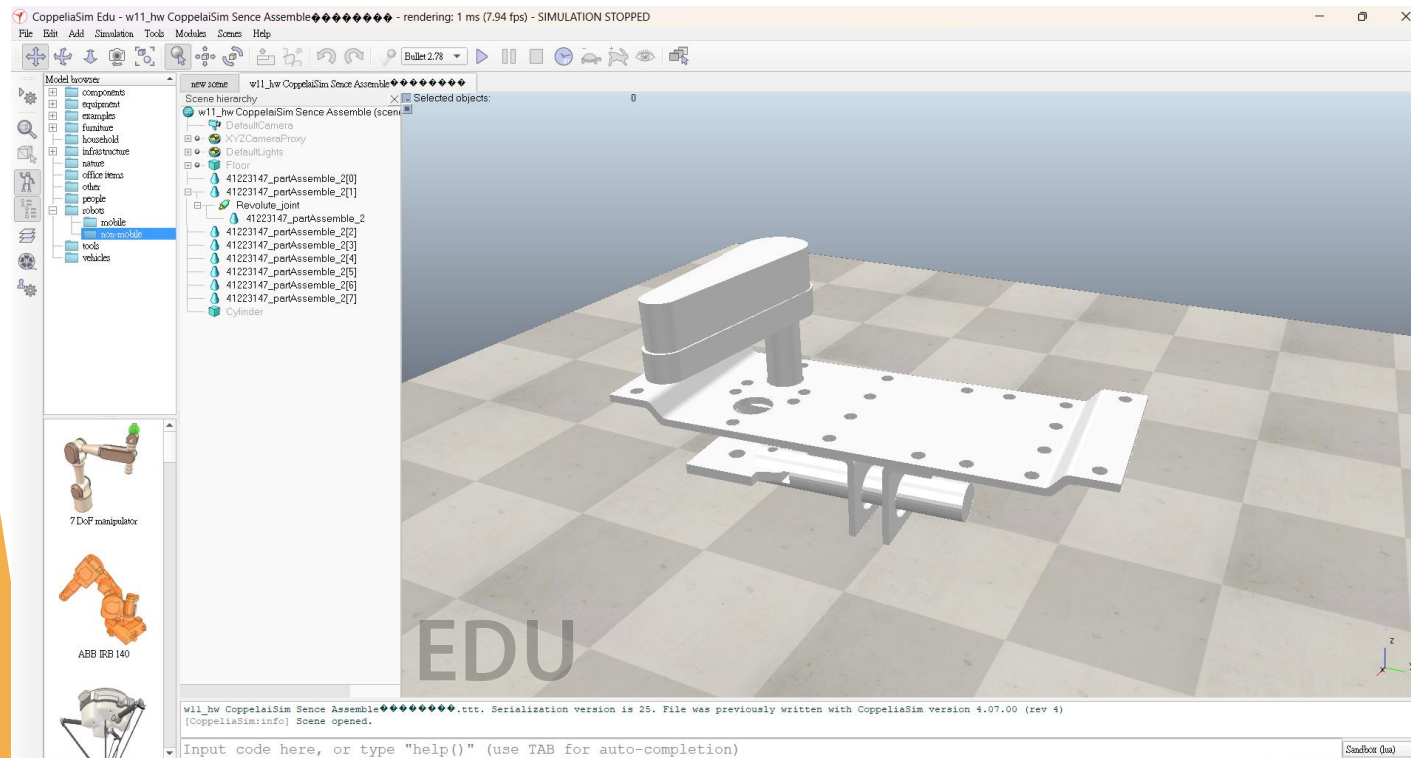 CoppeliaSim Edu - w11_hw CoppelaiSim Sence Assemble�������� - rendering: 1 ms (7.94 fps) - SIMULATION STOPPED
File Edit Add Simulation Tools Modules Scenes Help
Bullet 2.78
Model browser
components
equipment
examples
furniture
household
infrastructure
nature
office items
other
people
robots
mobile
non-mobile
tools
vehicles
7 DoF manipulator
ABB IRB 140
new scene w11_hw CoppelaiSim Sence Assemble��������
Scene hierarchy
w11_hw CoppelaiSim Sence Assemble (scen
DefaultCamera
XYZCameraProxy
DefaultLights
Floor
41223147_partAssemble_2[0]
41223147_partAssemble_2[1]
Revolute_joint
41223147_partAssemble_2
41223147_partAssemble_2[2]
41223147_partAssemble_2[3]
41223147_partAssemble_2[4]
41223147_partAssemble_2[5]
41223147_partAssemble_2[6]
41223147_partAssemble_2[7]
Cylinder
Selected objects: 0
EDU
z
w11_hw CoppelaiSim Sence Assemble��������.ttt. Serialization version is 25. File was previously written with CoppeliaSim version 4.07.00 (rev 4)
[CoppeliaSim:info] Scene opened.
Input code here, or type "help()" (use TAB for auto-completion)
Sandbox (lua)